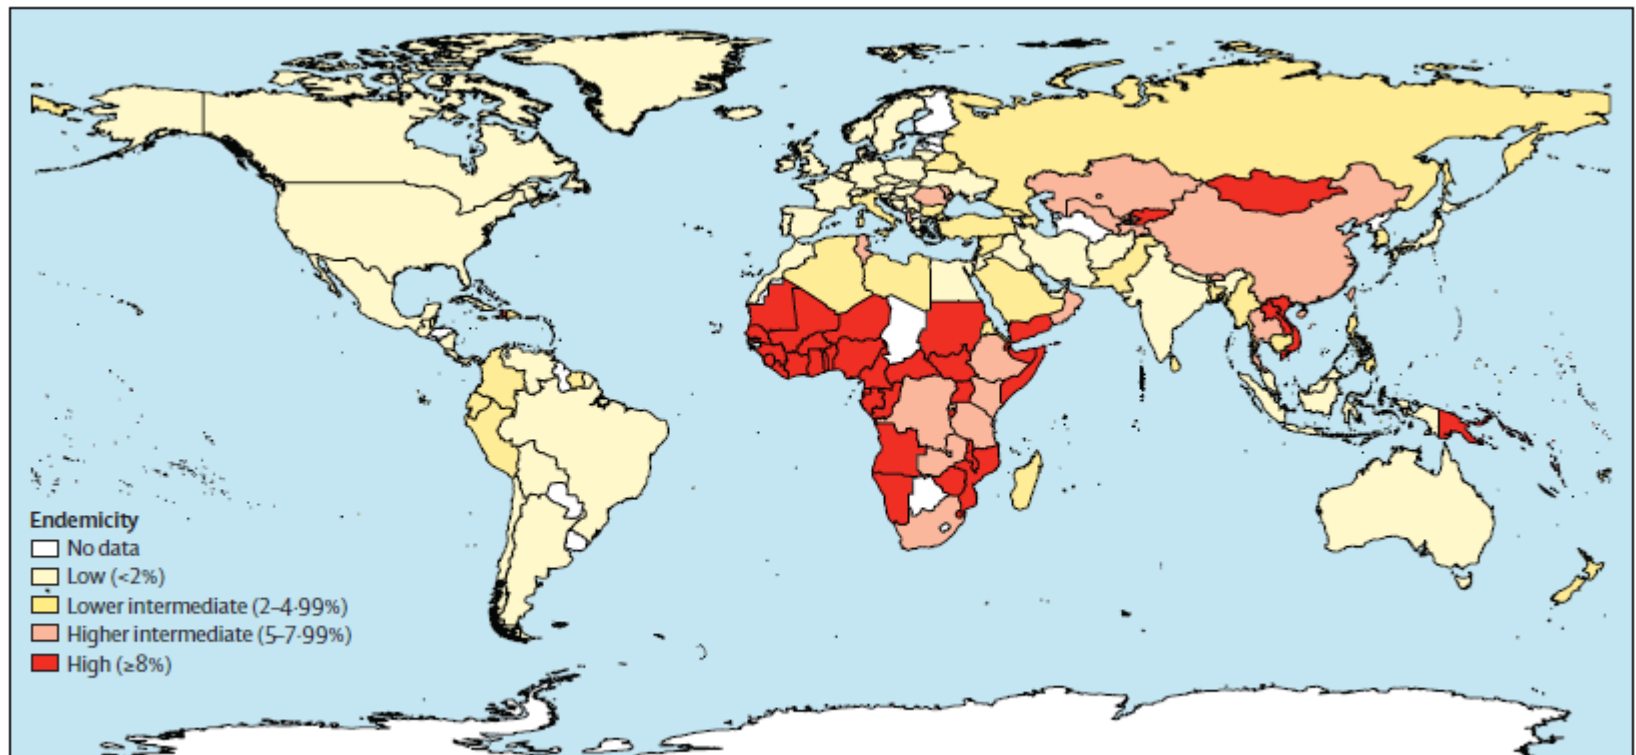 Endemicity
No data
Low (<2%)
Lower intermediate (2–4·99%)
Higher intermediate (5–7·99%)
High (≥8%)